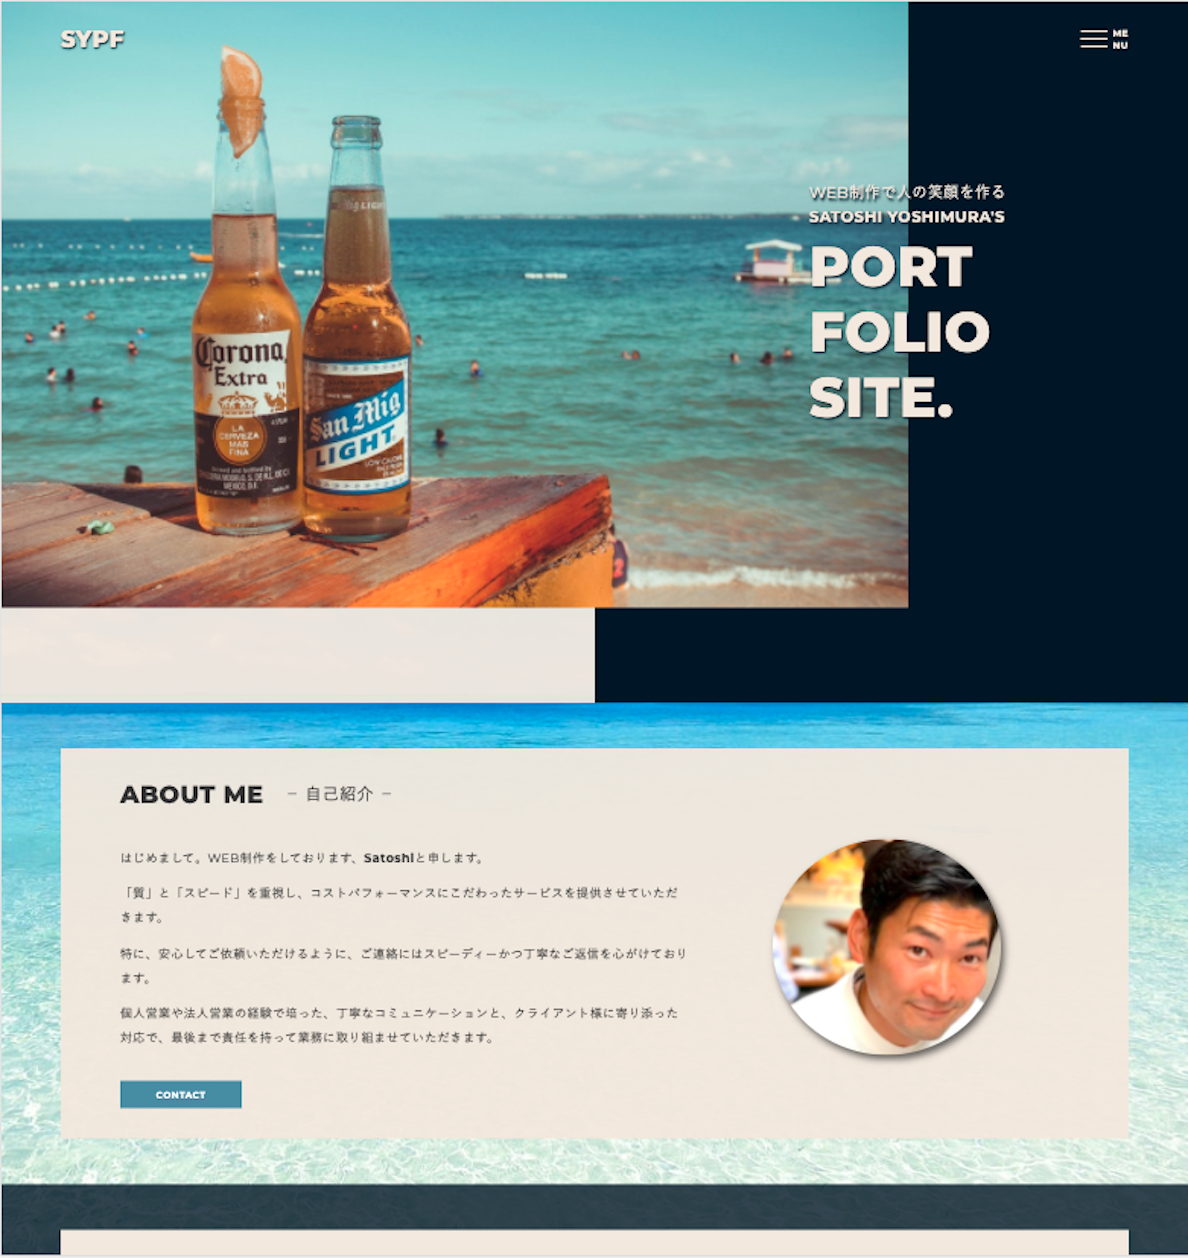 SYPF
ME
NU
WEB制作で人の笑顔を作る
SATOSHI YOSHIMURA'S
PORT
FOLIO
SITE.
Corona
Extra
LA
CERVEZA
MAS
FINA
San Mig
LIGHT
ABOUT ME － 自己紹介 －
はじめまして。WEB制作をしております、Satoshiと申します。
「質」と「スピード」を重視し、コストパフォーマンスにこだわったサービスを提供させていただ
きます。
特に、安心してご依頼いただけるように、ご連絡にはスピーディーかつ丁寧なご返信を心がけており
ます。
個人営業や法人営業の経験で培った、丁寧なコミュニケーションと、クライアント様に寄り添った
対応で、最後まで責任を持って業務に取り組ませていただきます。
CONTACT